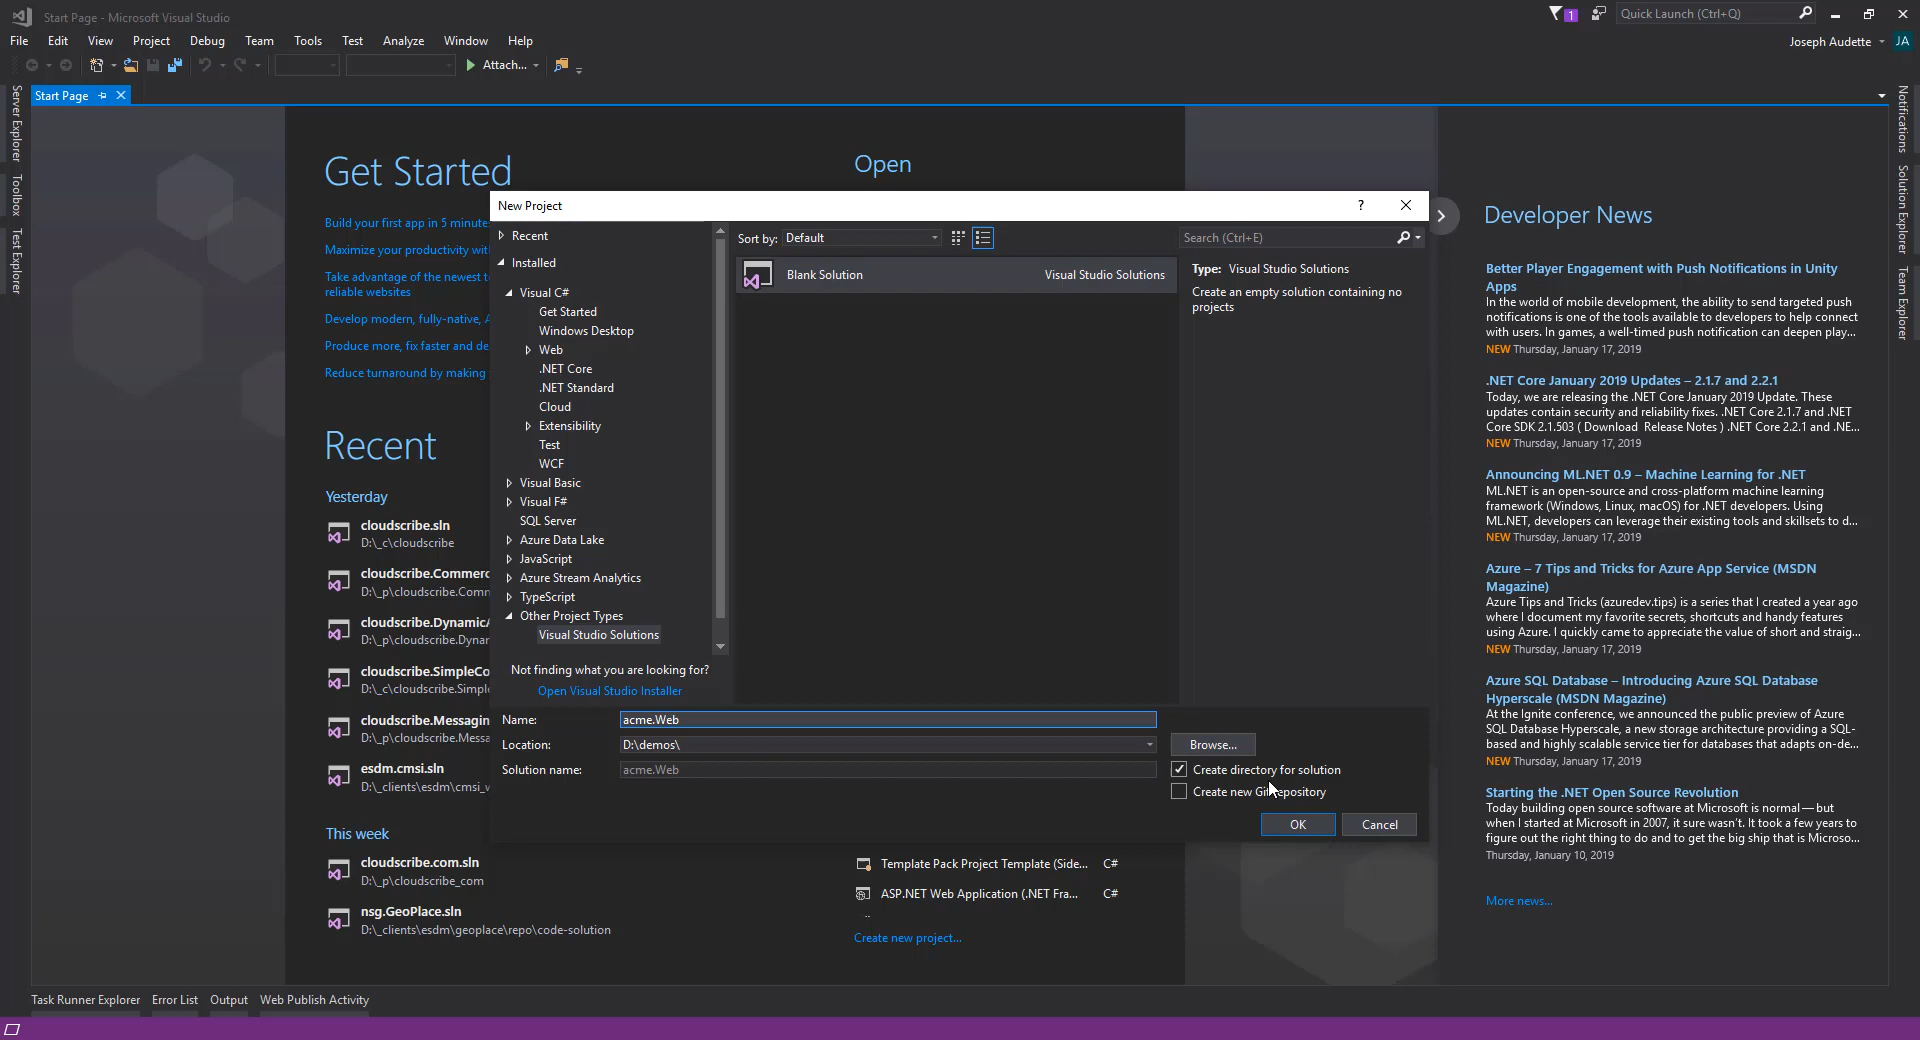 Start Page - Microsoft Visual Studio
1
Quick Launch (Ctrl+Q)
File Edit View Project Debug Team Tools Test Analyze Window Help
Joseph Audette JA
Attach...
Server Explorer
Toolbox
Test Explorer
Start Page
Get Started
Build your first app in 5 minute
Maximize your productivity wit
Take advantage of the newest t
reliable websites
Develop modern, fully-native, A
Produce more, fix faster and de
Reduce turnaround by making
Recent
Yesterday
cloudscribe.sln
D:\_c\cloudscribe
cloudscribe.Commerc
D:\_p\cloudscribe.Comn
cloudscribe.DynamicA
D:\_p\cloudscribe.Dynar
cloudscribe.SimpleCo
D:\_c\cloudscribe.Simple
cloudscribe.Messagin
D:\_p\cloudscribe.Messa
esdm.cmsi.sln
D:\_clients\esdm\cmsi_v
This week
cloudscribe.com.sln
D:\_p\cloudscribe_com
nsg.GeoPlace.sln
D:\_clients\esdm\geoplace\repo\code-solution
Open
New Project
?
Recent
Installed
Visual C#
Get Started
Windows Desktop
Web
.NET Core
.NET Standard
Cloud
Extensibility
Test
WCF
Visual Basic
Visual F#
SQL Server
Azure Data Lake
JavaScript
Azure Stream Analytics
TypeScript
Other Project Types
Visual Studio Solutions
Not finding what you are looking for?
Open Visual Studio Installer
Sort by: Default
Blank Solution Visual Studio Solutions
Search (Ctrl+E)
Type: Visual Studio Solutions
Create an empty solution containing no
projects
Name: acme.Web
Location: D:\demos\
Browse...
Solution name: acme.Web
Create directory for solution
Create new Git repository
OK Cancel
Template Pack Project Template (Side... C#
ASP.NET Web Application (.NET Fra... C#
..
Create new project...
Developer News
Better Player Engagement with Push Notifications in Unity
Apps
In the world of mobile development, the ability to send targeted push
notifications is one of the tools available to developers to help connect
with users. In games, a well-timed push notification can deepen play...
NEW Thursday, January 17, 2019
.NET Core January 2019 Updates – 2.1.7 and 2.2.1
Today, we are releasing the .NET Core January 2019 Update. These
updates contain security and reliability fixes. .NET Core 2.1.7 and .NET
Core SDK 2.1.503 ( Download Release Notes ) .NET Core 2.2.1 and .NE...
NEW Thursday, January 17, 2019
Announcing ML.NET 0.9 – Machine Learning for .NET
ML.NET is an open-source and cross-platform machine learning
framework (Windows, Linux, macOS) for .NET developers. Using
ML.NET, developers can leverage their existing tools and skillsets to d...
NEW Thursday, January 17, 2019
Azure – 7 Tips and Tricks for Azure App Service (MSDN
Magazine)
Azure Tips and Tricks (azuredev.tips) is a series that I created a year ago
where I document my favorite secrets, shortcuts and handy features
using Azure. I quickly came to appreciate the value of short and straig...
NEW Thursday, January 17, 2019
Azure SQL Database – Introducing Azure SQL Database
Hyperscale (MSDN Magazine)
At the Ignite conference, we announced the public preview of Azure
SQL Database Hyperscale, a new storage architecture providing a SQL-
based and highly scalable service tier for databases that adapts on-de...
NEW Thursday, January 17, 2019
Starting the .NET Open Source Revolution
Today building open source software at Microsoft is normal—but
when I started at Microsoft in 2007, it sure wasn't. It took a few years to
figure out the right thing to do and to get the big ship that is Microso...
Thursday, January 10, 2019
More news...
Notifications
Solution Explorer
Team Explorer
Task Runner Explorer Error List Output Web Publish Activity